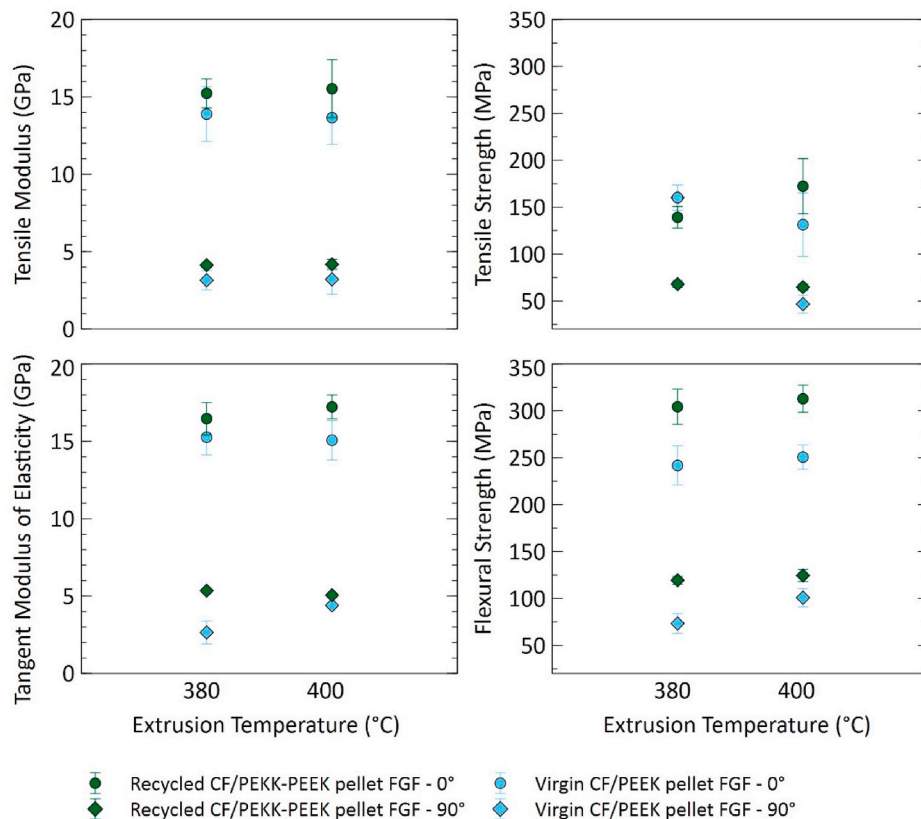 20
15
10
5
0
Tensile Modulus (GPa)
350
300
250
200
150
100
50
Tensile Strength (MPa)
20
15
10
5
0
Tangent Modulus of Elasticity (GPa)
380
400
Extrusion Temperature (°C)
350
300
250
200
150
100
50
Flexural Strength (MPa)
380
400
Extrusion Temperature (°C)
Recycled CF/PEKK-PEEK pellet FGF - 0°
Virgin CF/PEEK pellet FGF - 0°
Recycled CF/PEKK-PEEK pellet FGF - 90°
Virgin CF/PEEK pellet FGF - 90°